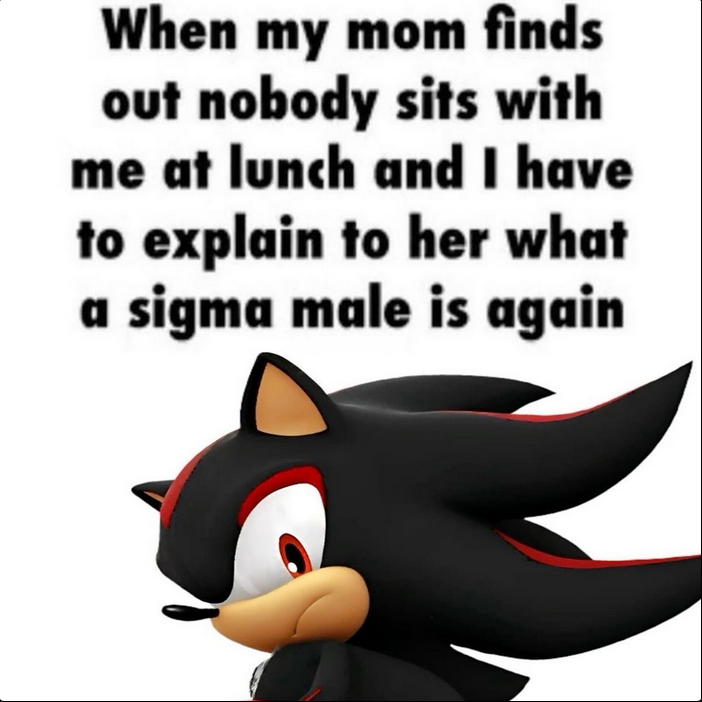 When my mom finds
out nobody sits with
me at lunch and I have
to explain to her what
a sigma male is again